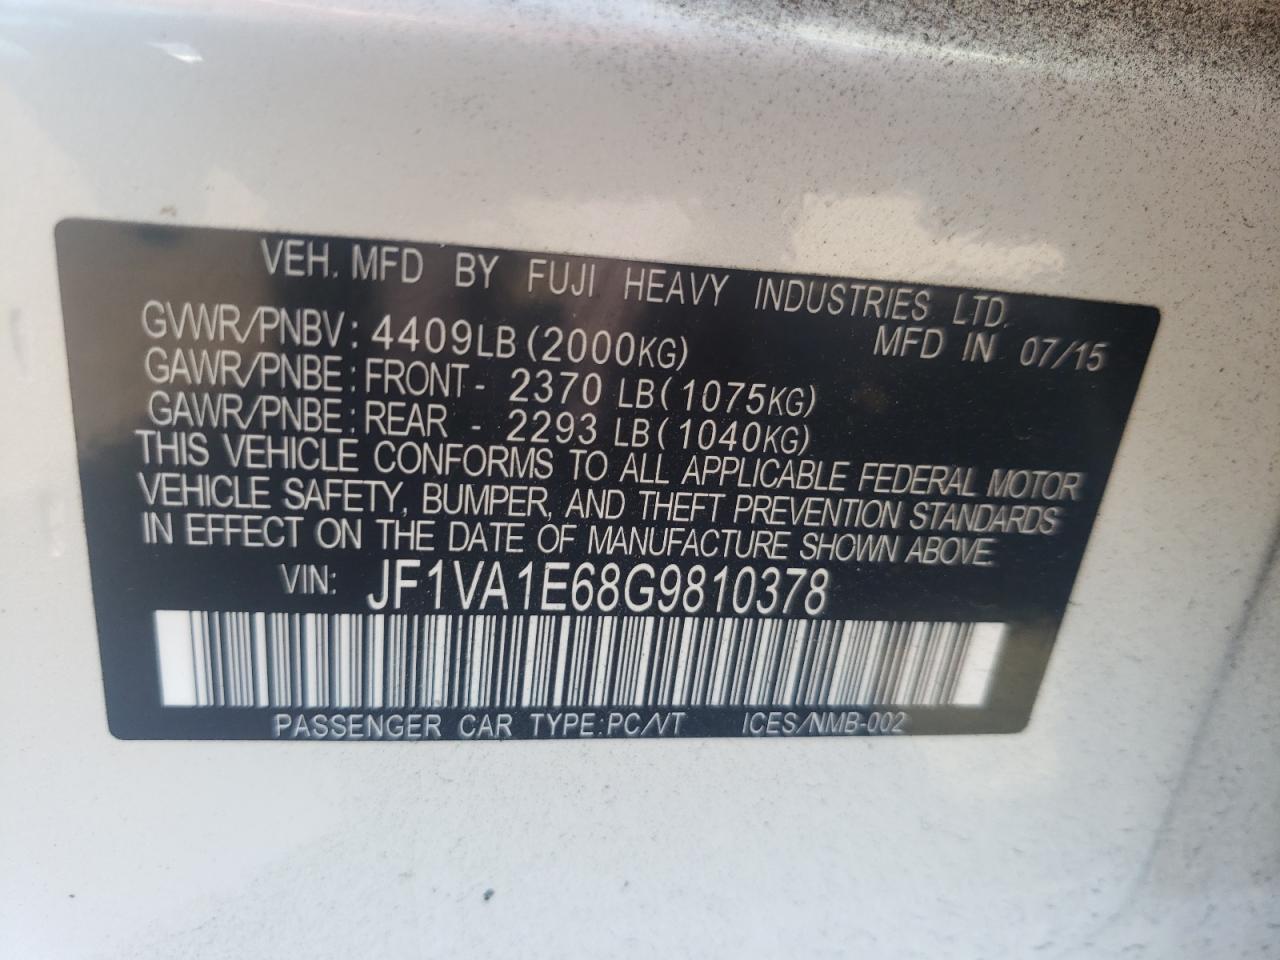 VEH. MFD BY FUJI HEAVY INDUSTRIES LTD.
GVWR/PNBV: 4409LB (2000KG) MFD IN 07/15
GAWR/PNBE: FRONT- 2370 LB(1075KG)
GAWR/PNBE: REAR - 2293 LB(1040KG)
THIS VEHICLE CONFORMS TO ALL APPLICABLE FEDERAL MOTOR
VEHICLE SAFETY, BUMPER, AND THEFT PREVENTION STANDARDS
IN EFFECT ON THE DATE OF MANUFACTURE SHOWN ABOVE.
VIN: JF1VA1E68G9810378
PASSENGER CAR TYPE:PC/VT ICES/NMB-002